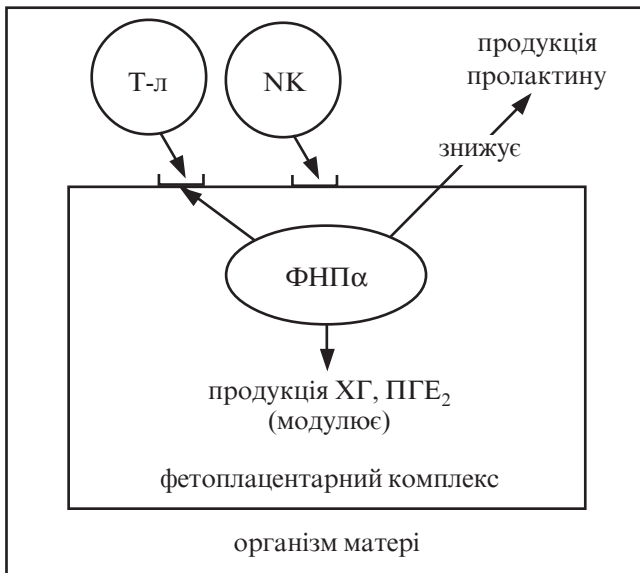 Т-л
NK
продукція
пролактину
знижує
ФНПα
продукція ХГ, ПГЕ₂
(модулює)
фетоплацентарний комплекс
організм матері